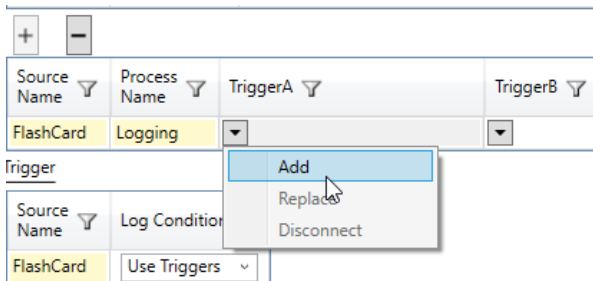 + −
Source Name Process Name TriggerA TriggerB
FlashCard Logging
Add
Trigger
Replace
Disconnect
Source Name Log Condition
FlashCard Use Triggers